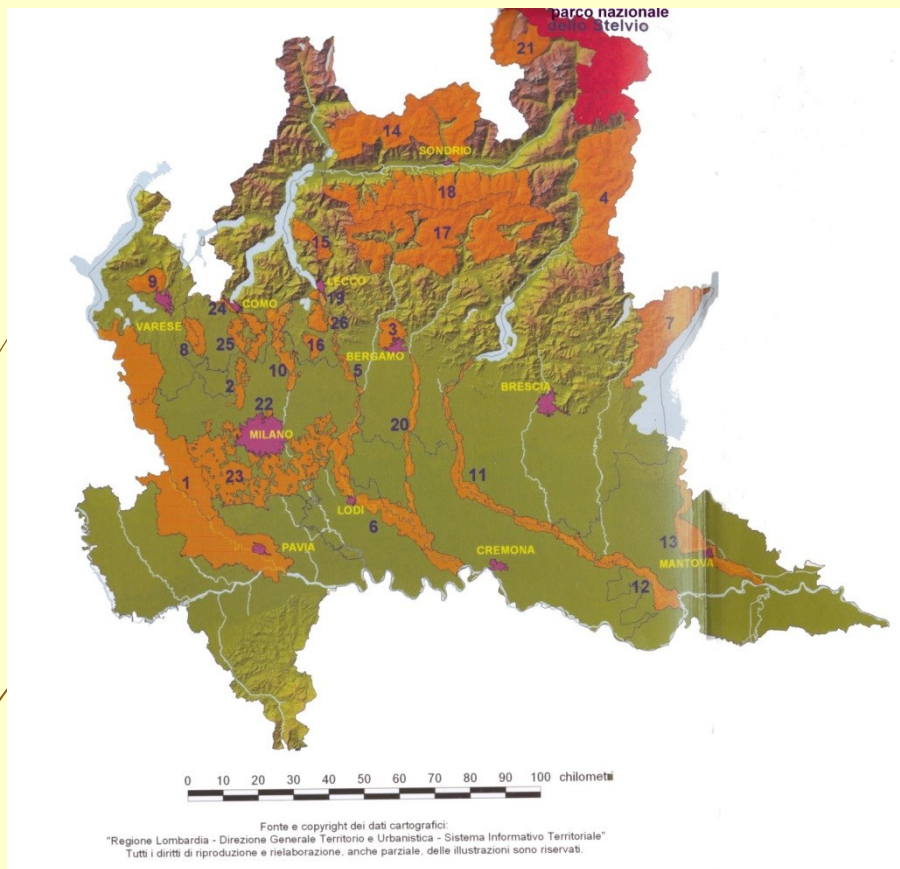 parco nazionale
dello Stelvio
21
14
SONDRIO
18
4
17
15
9
LECCO
19
24
COMO
7
VARESE
26
3
8
25
16
BERGAMO
10
5
2
BRESCIA
22
20
MILANO
11
23
1
LODI
6
13
PAVIA
CREMONA
MANTOVA
12
0 10 20 30 40 50 60 70 80 90 100 chilometri
Fonte e copyright dei dati cartografici:
"Regione Lombardia - Direzione Generale Territorio e Urbanistica - Sistema Informativo Territoriale"
Tutti i diritti di riproduzione e rielaborazione, anche parziale, delle illustrazioni sono riservati.